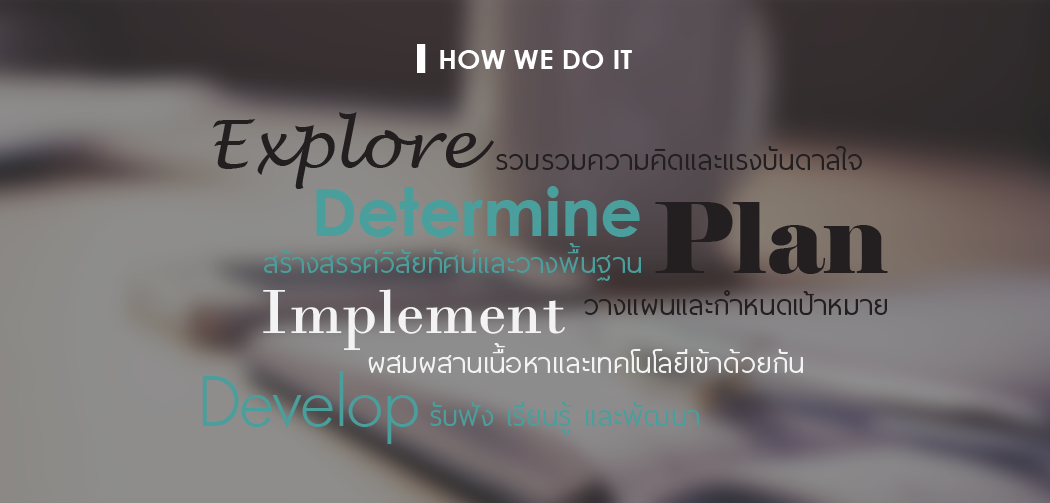 HOW WE DO IT
Explore รวบรวมความคิดและแรงบันดาลใจ
Determine
สร้างสรรค์วิสัยทัศน์และวางพื้นฐาน
Plan
วางแผนและกำหนดเป้าหมาย
Implement
ผสมผสานเนื้อหาและเทคโนโลยีเข้าด้วยกัน
Develop รับฟัง เรียนรู้ และพัฒนา